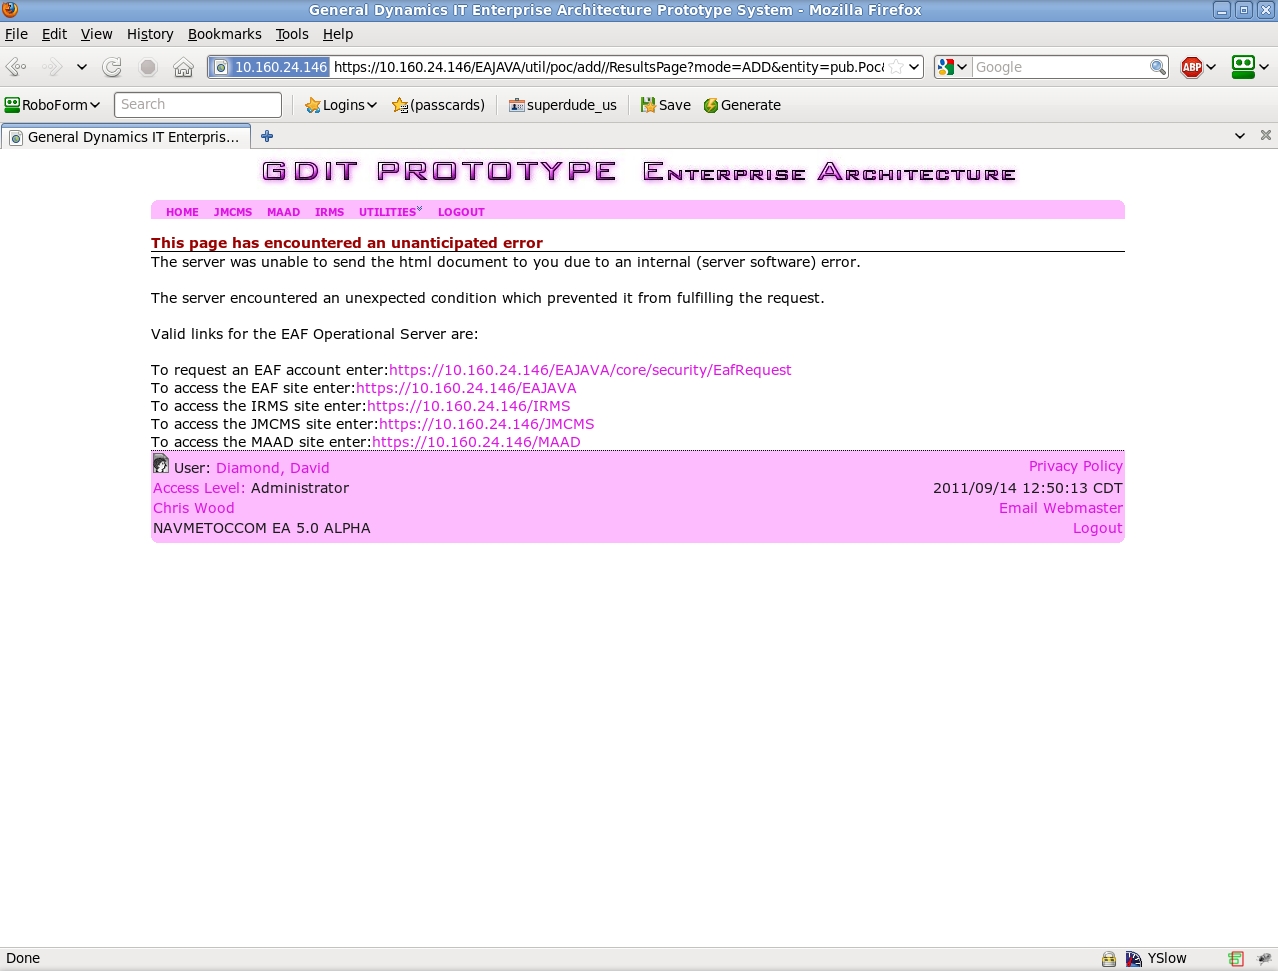 General Dynamics IT Enterprise Architecture Prototype System - Mozilla Firefox
File Edit View History Bookmarks Tools Help
10.160.24.146 https://10.160.24.146/EAJAVA/util/poc/add//ResultsPage?mode=ADD&entity=pub.Poc& Google ABP
RoboForm Search Logins (passcards) superdude_us Save Generate
General Dynamics IT Enterpris...
GDIT PROTOTYPE Enterprise Architecture
HOME JMCMS MAAD IRMS UTILITIES LOGOUT
This page has encountered an unanticipated error
The server was unable to send the html document to you due to an internal (server software) error.
The server encountered an unexpected condition which prevented it from fulfilling the request.
Valid links for the EAF Operational Server are:
To request an EAF account enter:https://10.160.24.146/EAJAVA/core/security/EafRequest
To access the EAF site enter:https://10.160.24.146/EAJAVA
To access the IRMS site enter:https://10.160.24.146/IRMS
To access the JMCMS site enter:https://10.160.24.146/JMCMS
To access the MAAD site enter:https://10.160.24.146/MAAD
User: Diamond, David Privacy Policy
Access Level: Administrator 2011/09/14 12:50:13 CDT
Chris Wood Email Webmaster
NAVMETOCCOM EA 5.0 ALPHA Logout
Done YSlow